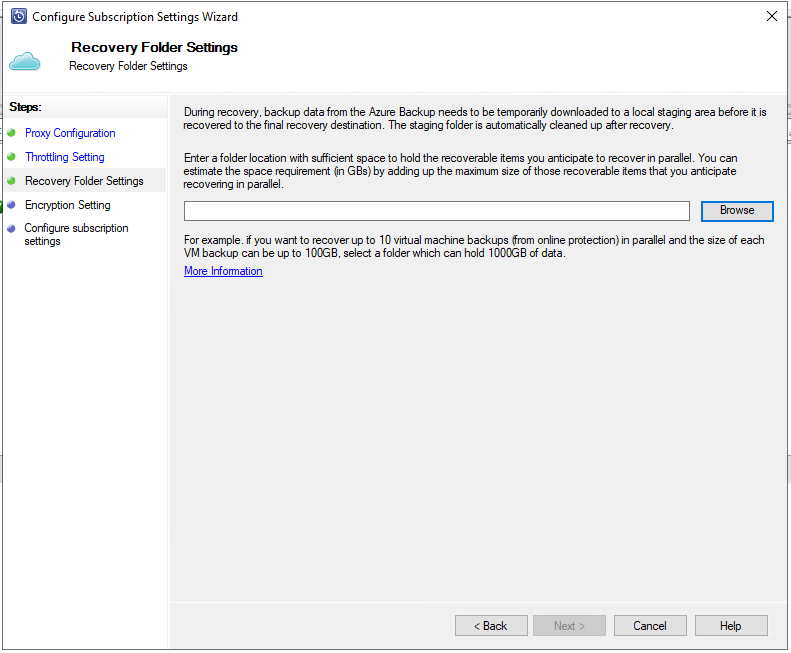 Configure Subscription Settings Wizard
Recovery Folder Settings
Recovery Folder Settings
Steps:
Proxy Configuration
Throttling Setting
Recovery Folder Settings
Encryption Setting
Configure subscription
settings
During recovery, backup data from the Azure Backup needs to be temporarily downloaded to a local staging area before it is
recovered to the final recovery destination. The staging folder is automatically cleaned up after recovery.
Enter a folder location with sufficient space to hold the recoverable items you anticipate to recover in parallel. You can
estimate the space requirement (in GBs) by adding up the maximum size of those recoverable items that you anticipate
recovering in parallel.
Browse
For example. if you want to recover up to 10 virtual machine backups (from online protection) in parallel and the size of each
VM backup can be up to 100GB, select a folder which can hold 1000GB of data.
More Information
< Back
Next >
Cancel
Help